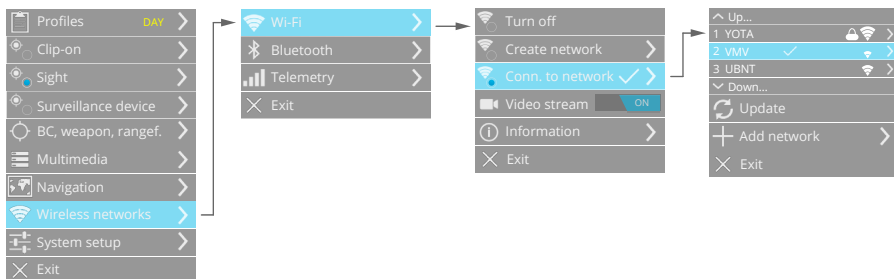 Profiles DAY
Clip-on
Sight
Surveillance device
BC, weapon, rangef.
Multimedia
Navigation
Wireless networks
System setup
Exit
Wi-Fi
Bluetooth
Telemetry
Exit
Turn off
Create network
Conn. to network
Video stream ON
Information
Exit
Up...
1 YOTA
2 VMV
3 UBNT
Down...
Update
Add network
Exit